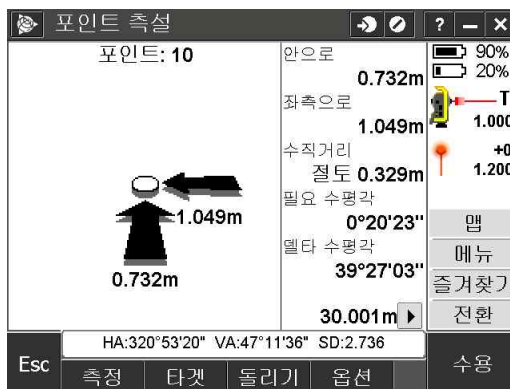 포인트 측설
? – ×
포인트: 10
1.049m
0.732m
안으로
0.732m
좌측으로
1.049m
수직거리
절토 0.329m
필요 수평각
0°20'23"
델타 수평각
39°27'03"
30.001m
90%
20%
T
1.000
+0
1.200
맵
메뉴
즐겨찾기
전환
HA:320°53'20" VA:47°11'36" SD:2.736
Esc
측정
타겟
돌리기
옵션
수용